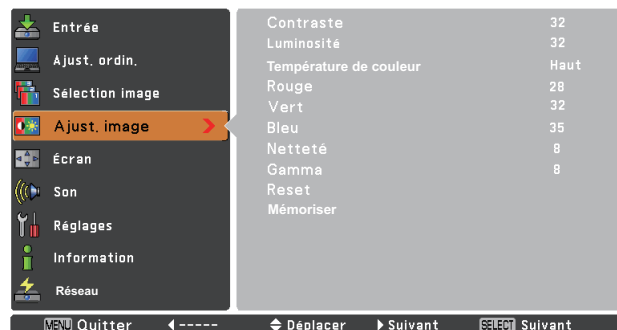 Entrée
Ajust. ordin.
Sélection image
Ajust. image
Écran
Son
Réglages
Information
Réseau
Contraste 32
Luminosité 32
Température de couleur Haut
Rouge 28
Vert 32
Bleu 35
Netteté 8
Gamma 8
Reset
Mémoriser
MENU Quitter ----- Déplacer Suivant SELECT Suivant